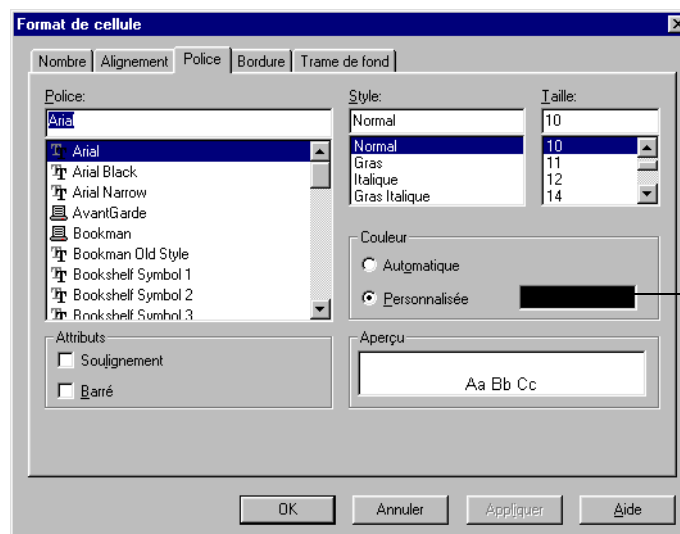 Format de cellule
Nombre Alignement Police Bordure Trame de fond
Police: Style: Taille:
Arial Normal 10
Arial Normal 10
Arial Black Gras 11
Arial Narrow Italique 12
AvantGarde Gras Italique 14
Bookman
Bookman Old Style
Bookshelf Symbol 1
Bookshelf Symbol 2
Bookshelf Symbol 3
Couleur
Automatique
Personnalisée
Attributs
Soulignement
Barré
Aperçu
Aa Bb Cc
OK Annuler Appliquer Aide